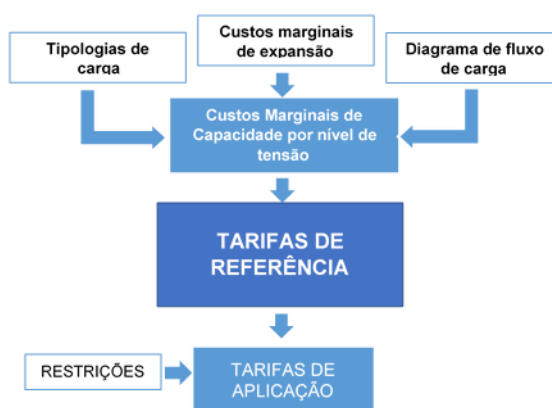 Tipologias de
carga
Custos marginais
de expansão
Diagrama de fluxo
de carga
Custos Marginais de
Capacidade por nível de
tensão
TARIFAS DE
REFERÊNCIA
RESTRIÇÕES
TARIFAS DE
APLICAÇÃO